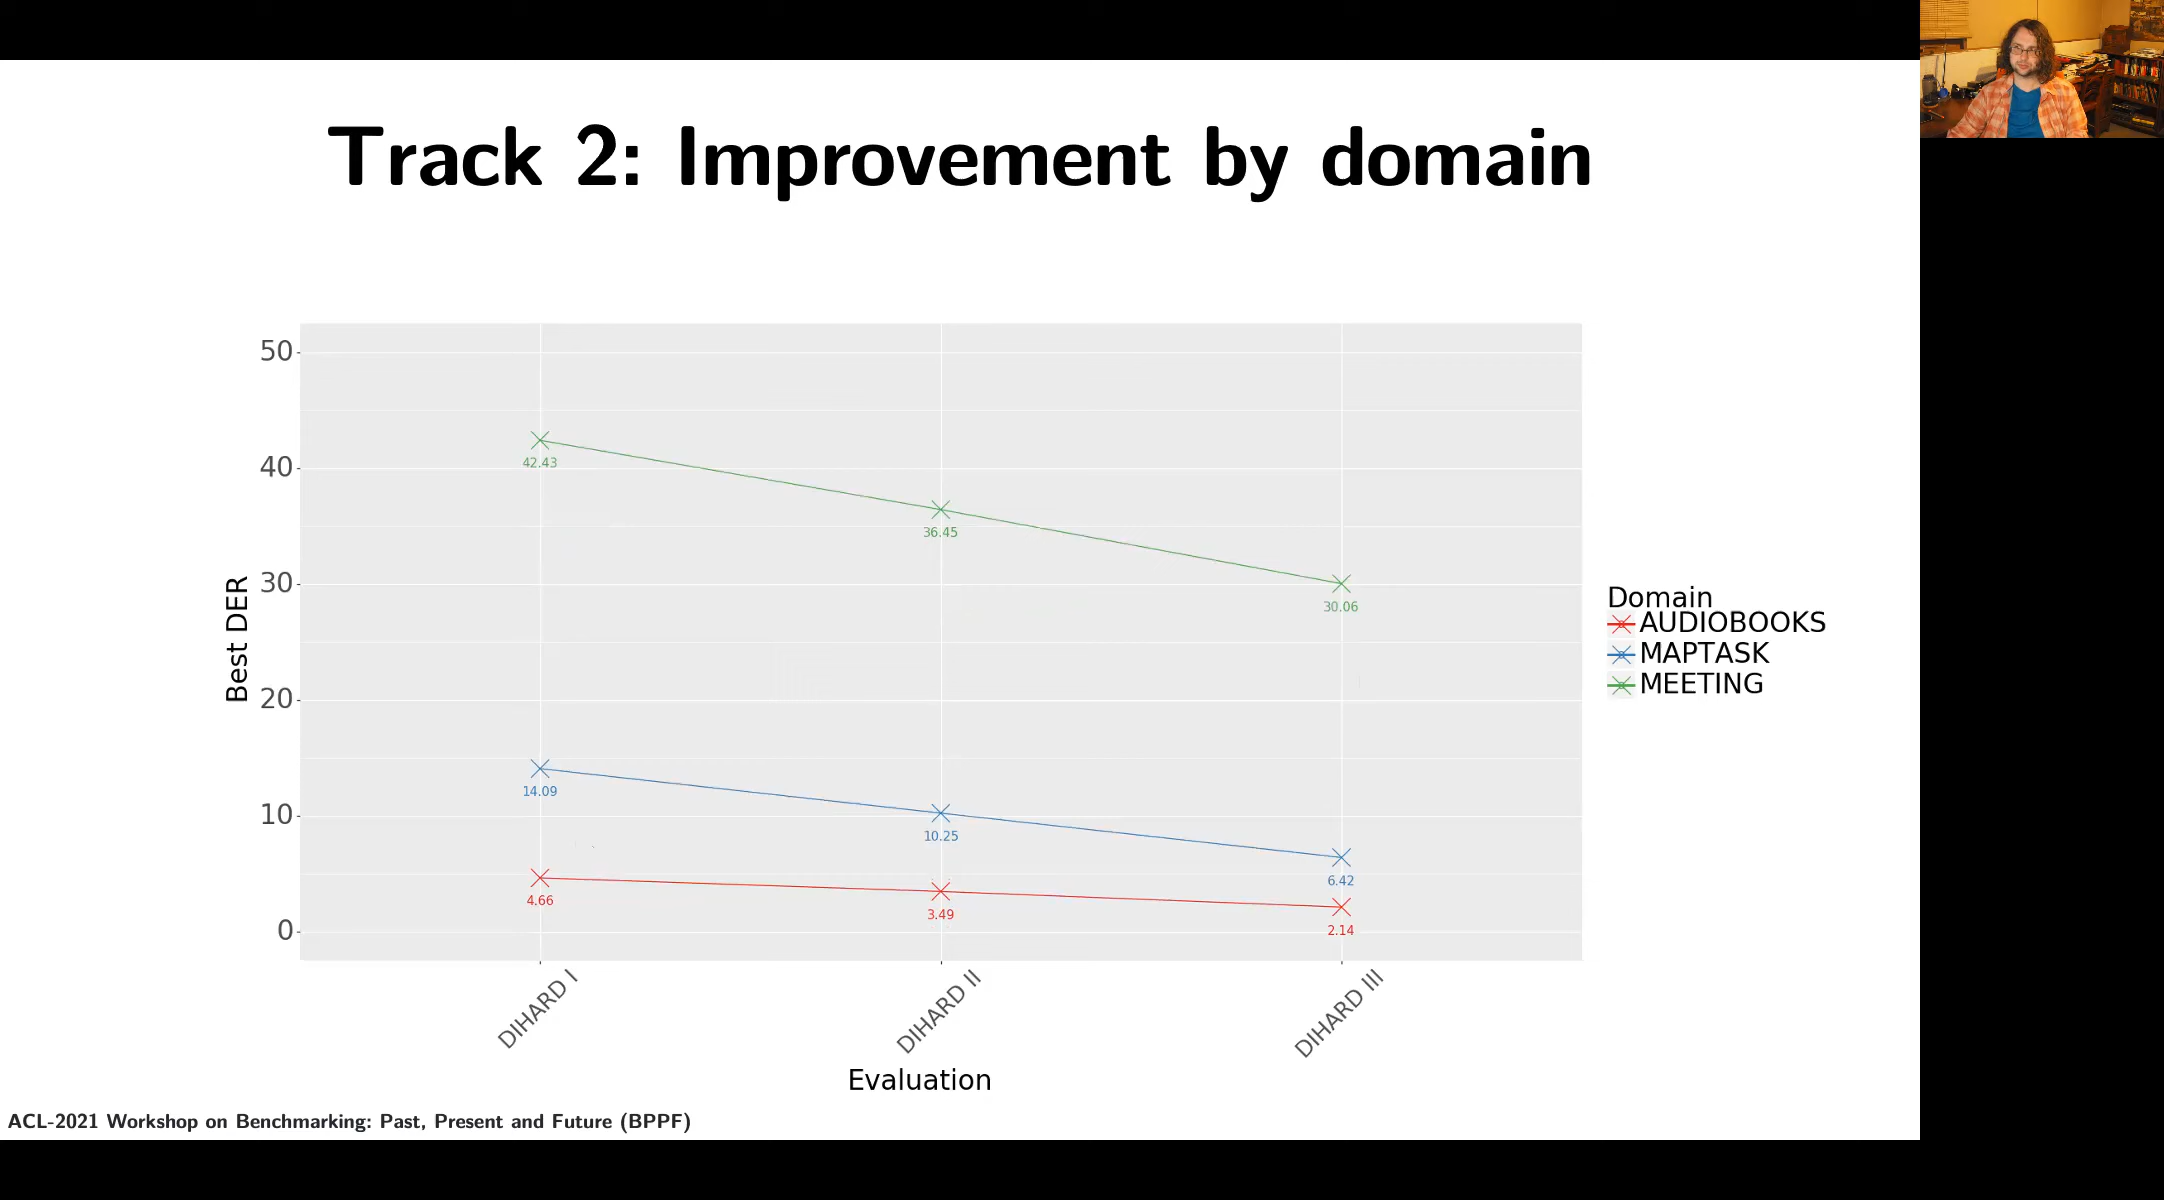 Track 2: Improvement by domain
50
40
30
20
10
0
Best DER
42.43
36.45
30.06
14.09
10.25
6.42
4.66
3.49
2.14
DIHARD I
DIHARD II
DIHARD III
Evaluation
Domain
AUDIOBOOKS
MAPTASK
MEETING
ACL-2021 Workshop on Benchmarking: Past, Present and Future (BPPF)